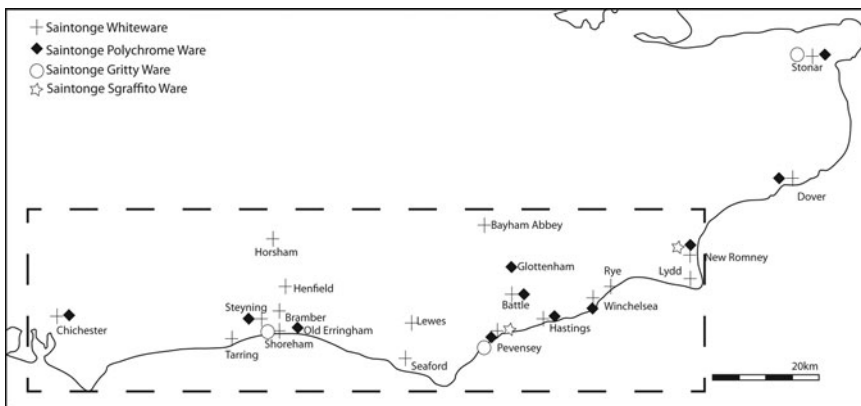 Saintonge Whiteware
Saintonge Polychrome Ware
Saintonge Gritty Ware
Saintonge Sgraffito Ware
Stonar
Dover
Bayham Abbey
Horsham
New Romney
Glottenham
Rye
Lydd
Henfield
Battle
Steyning
Bramber
Winchelsea
Chichester
Lewes
Hastings
Old Erringham
Shoreham
Tarring
Pevensey
Seaford
20km